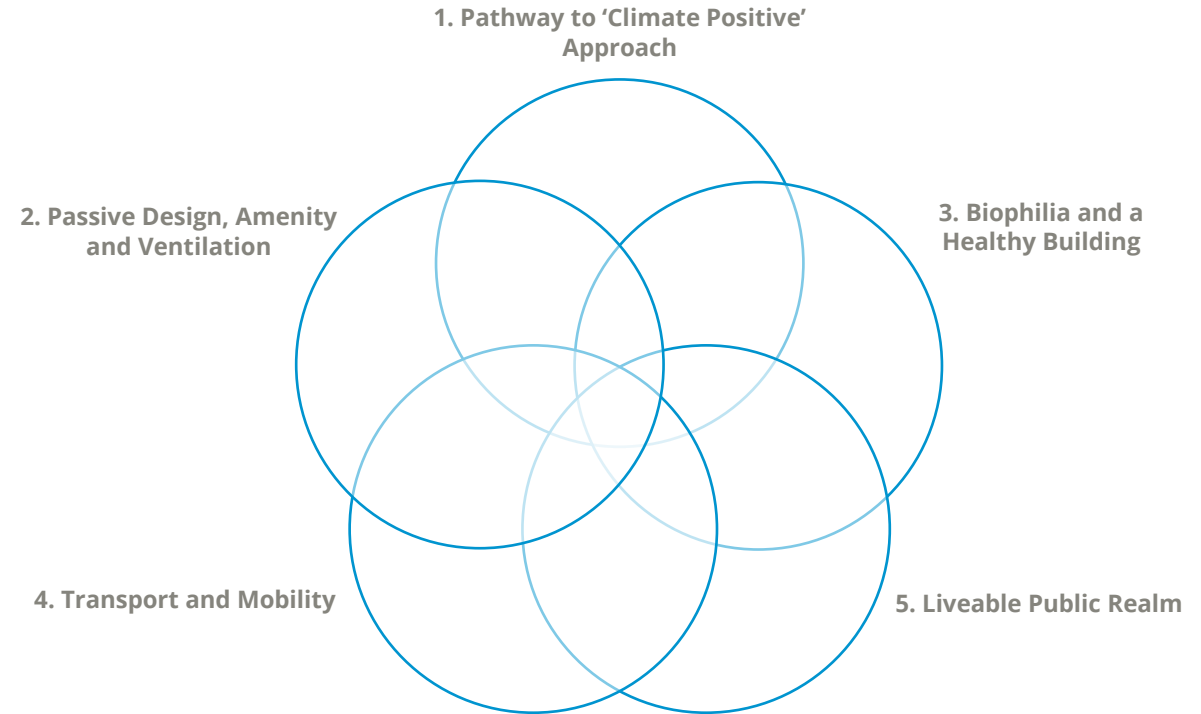 1. Pathway to ‘Climate Positive’
Approach
2. Passive Design, Amenity
and Ventilation
3. Biophilia and a
Healthy Building
4. Transport and Mobility
5. Liveable Public Realm